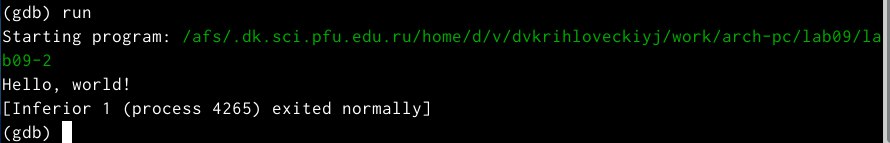 (gdb) run
Starting program: /afs/.dk.sci.pfu.edu.ru/home/d/v/dvkrihloveckiyj/work/arch-pc/lab09/la
b09-2
Hello, world!
[Inferior 1 (process 4265) exited normally]
(gdb)